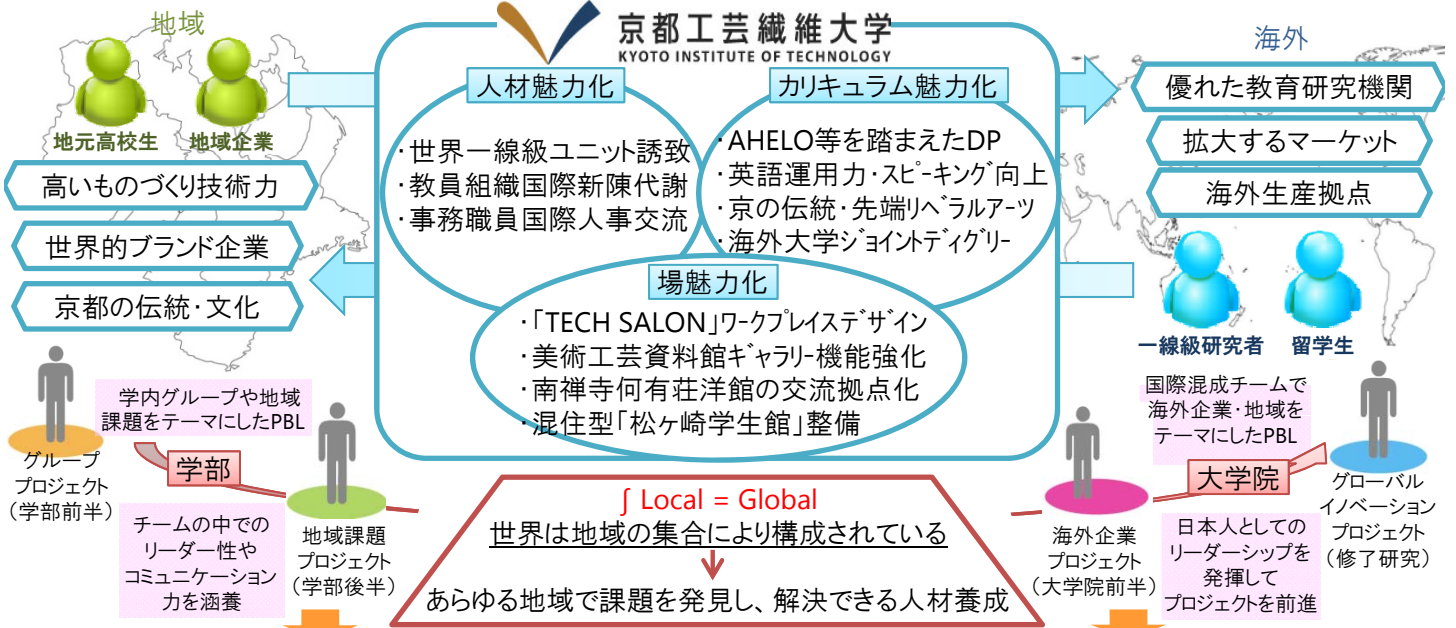 地域
地元高校生
地域企業
高いものづくり技術力
世界的ブランド企業
京都の伝統・文化
京都工芸繊維大学
KYOTO INSTITUTE OF TECHNOLOGY
人材魅力化
・世界一線級ユニット誘致
・教員組織国際新陳代謝
・事務職員国際人事交流
カリキュラム魅力化
・AHELO等を踏まえたDP
・英語運用力・スピーキング向上
・京の伝統・先端リベラルアーツ
・海外大学ジョイントディグリー
場魅力化
・「TECH SALON」ワークプレイスデザイン
・美術工芸資料館ギャラリー機能強化
・南禅寺何有荘洋館の交流拠点化
・混住型「松ヶ崎学生館」整備
海外
優れた教育研究機関
拡大するマーケット
海外生産拠点
一線級研究者
留学生
グループ
プロジェクト
(学部前半)
学内グループや地域
課題をテーマにしたPBL
学部
チームの中での
リーダー性や
コミュニケーション
力を涵養
地域課題
プロジェクト
(学部後半)
∫ Local = Global
世界は地域の集合により構成されている
あらゆる地域で課題を発見し、解決できる人材養成
海外企業
プロジェクト
(大学院前半)
国際混成チームで
海外企業・地域を
テーマにしたPBL
大学院
日本人としての
リーダーシップを
発揮して
プロジェクトを前進
グローバル
イノベーション
プロジェクト
(修了研究)